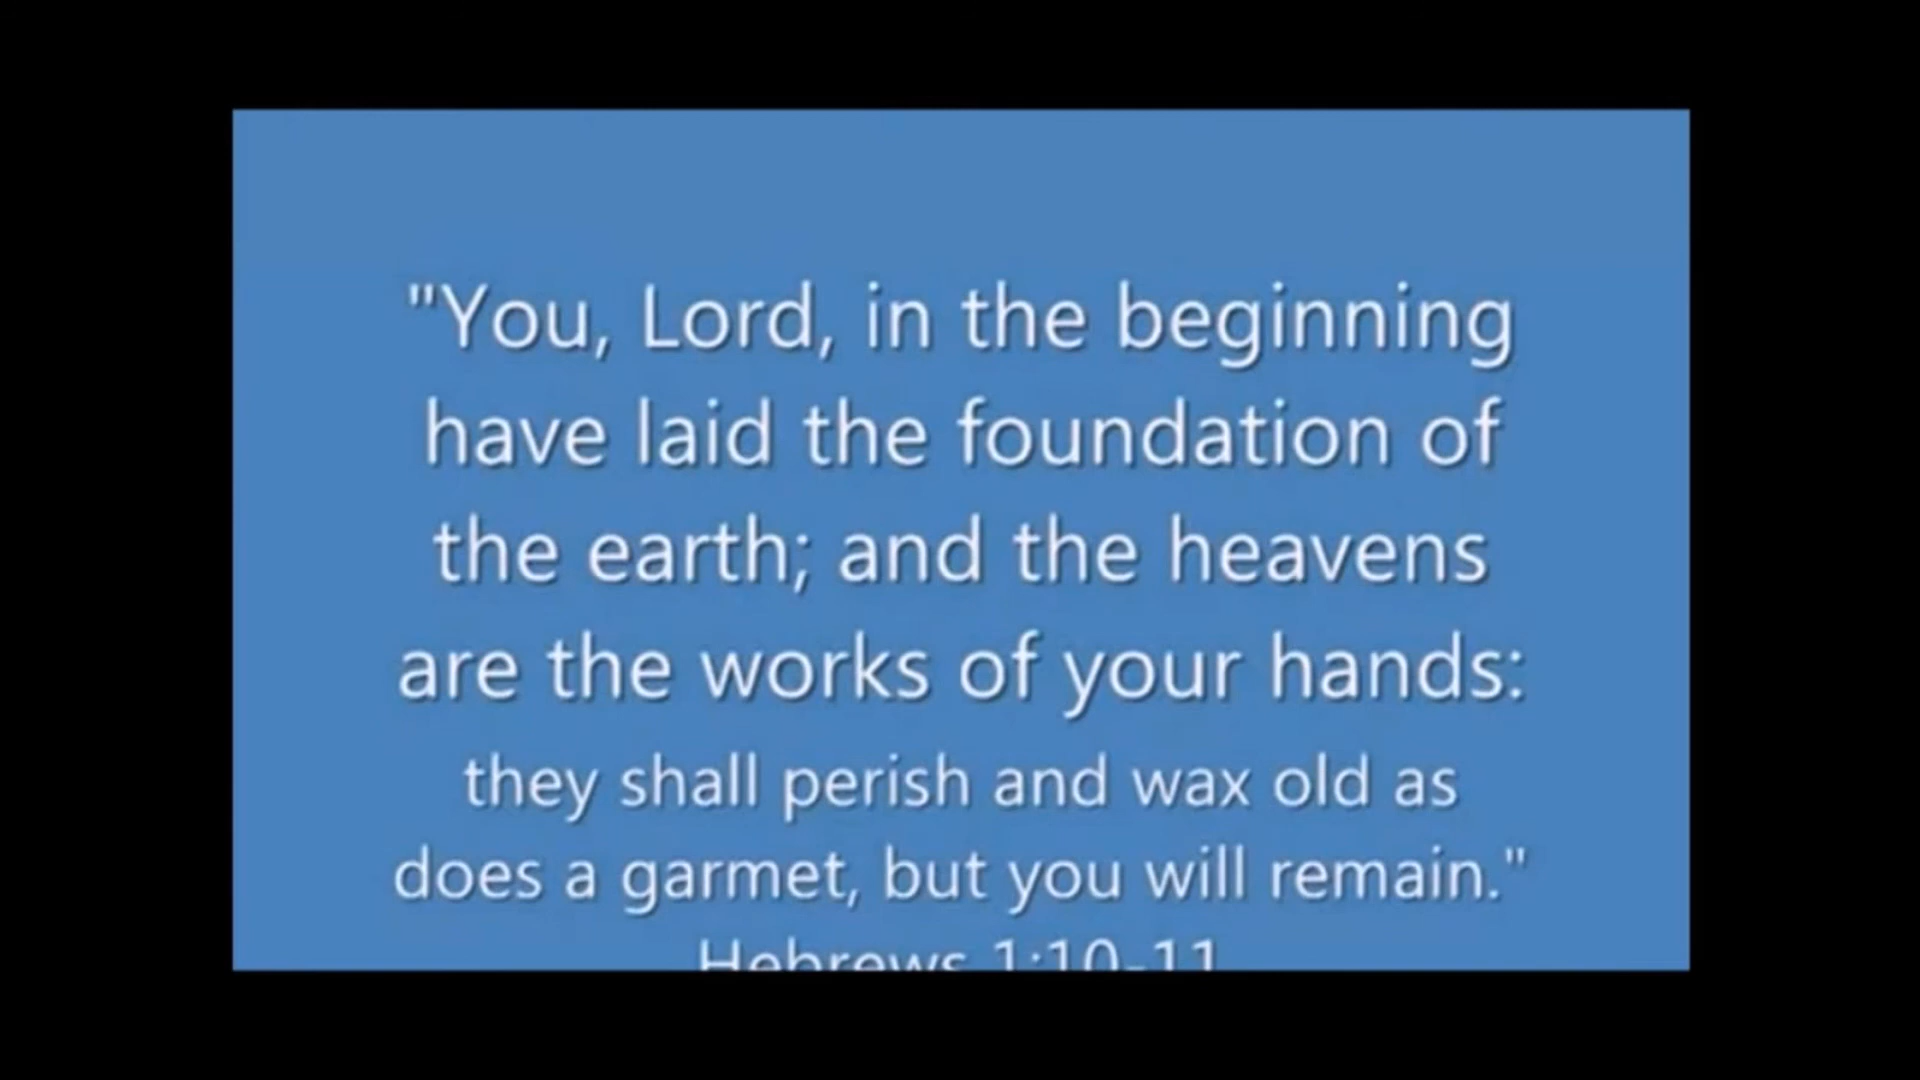 "You, Lord, in the beginning
have laid the foundation of
the earth; and the heavens
are the works of your hands:
they shall perish and wax old as
does a garmet, but you will remain."
Hebrews 1:10-11